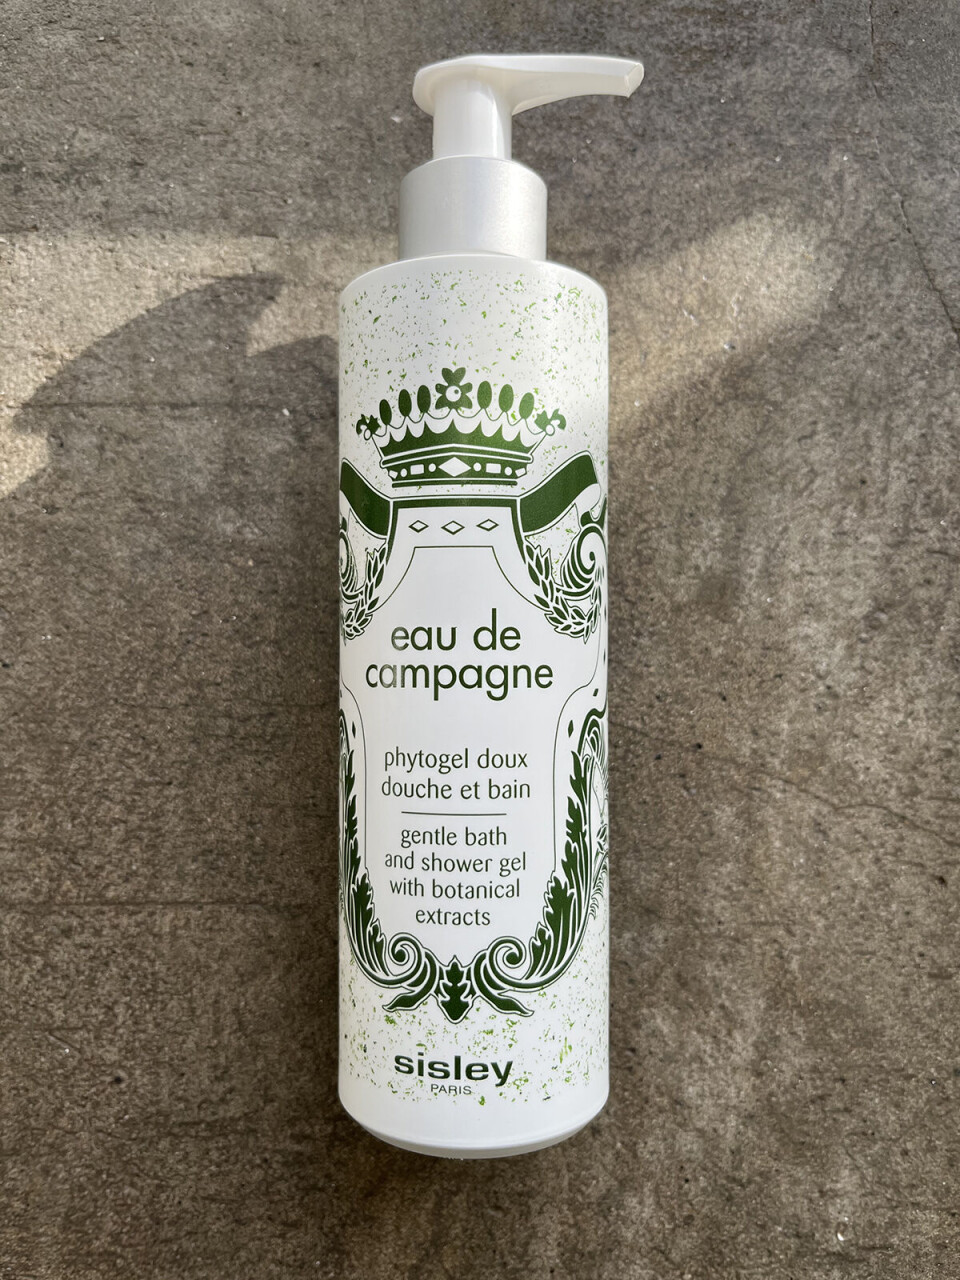 eau de
campagne
phytogel doux
douche et bain
gentle bath
and shower gel
with botanical
extracts
sisley
PARIS